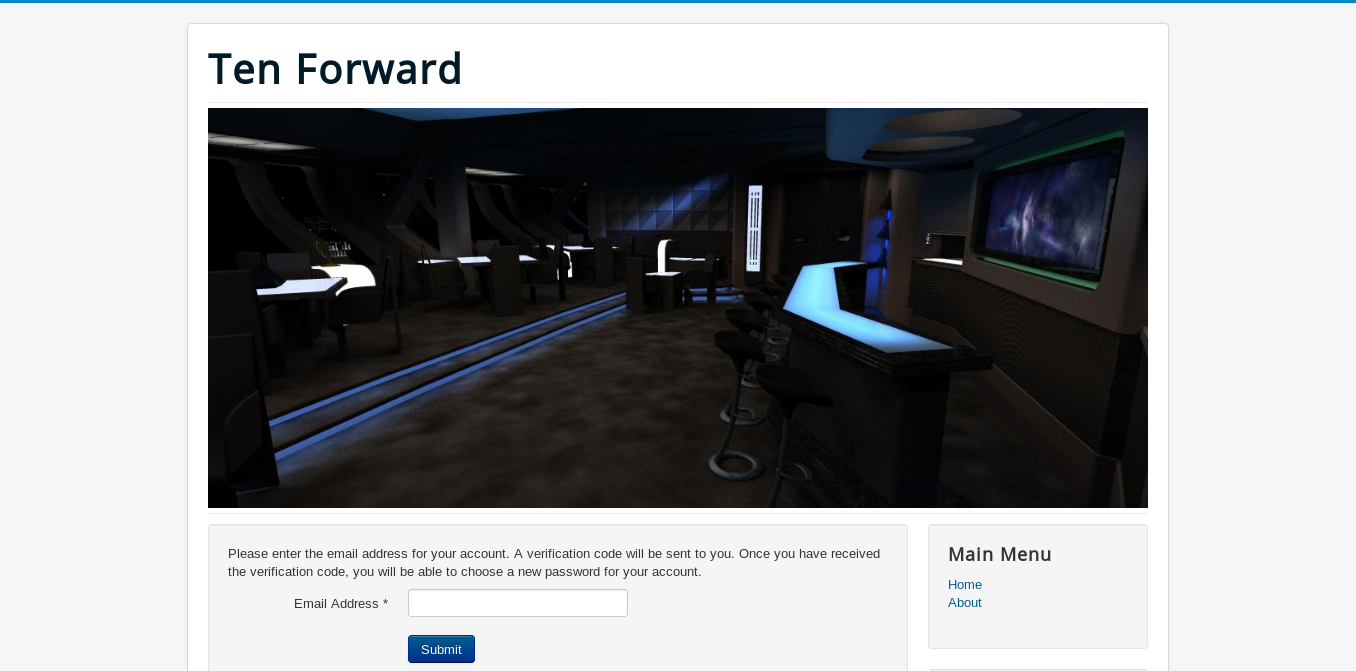 Ten Forward
Please enter the email address for your account. A verification code will be sent to you. Once you have received
the verification code, you will be able to choose a new password for your account.
Email Address *
Submit
Main Menu
Home
About